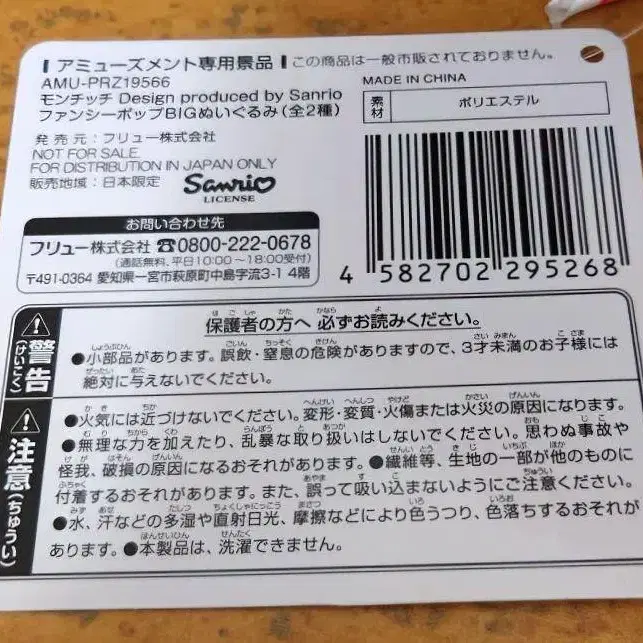 アミューズメント専用景品 この商品は一般市販されておりません。
AMU-PRZ19566
モンチッチ Design produced by Sanrio
ファンシーポップBIGぬいぐるみ(全2種)
発売元:フリュー株式会社
NOT FOR SALE
FOR DISTRIBUTION IN JAPAN ONLY
販売地域:日本限定
Sanrio
LICENSE
MADE IN CHINA
素材 ポリエステル
4 582702 295268
お問い合わせ先
フリュー株式会社 ☎0800-222-0678
(通話無料、平日10:00~18:00受付)
〒491-0364 愛知県一宮市萩原町中島字流3-1 4階
警告(けいこく)
保護者の方へ 必ずお読みください。
●小部品があります。誤飲・窒息の危険がありますので、3才未満のお子様には
絶対に与えないでください。
注意(ちゅうい)
●火気には近づけないでください。変形・変質・火傷または火災の原因になります。
●無理な力を加えたり、乱暴な取り扱いはしないでください。思わぬ事故や
怪我、破損の原因になるおそれがあります。●繊維等、生地の一部が他のものに
付着するおそれがあります。また、誤って吸い込まないようにご注意ください。
●水、汗などの多湿や直射日光、摩擦などにより色うつり、色落ちするおそれが
あります。●本製品は、洗濯できません。